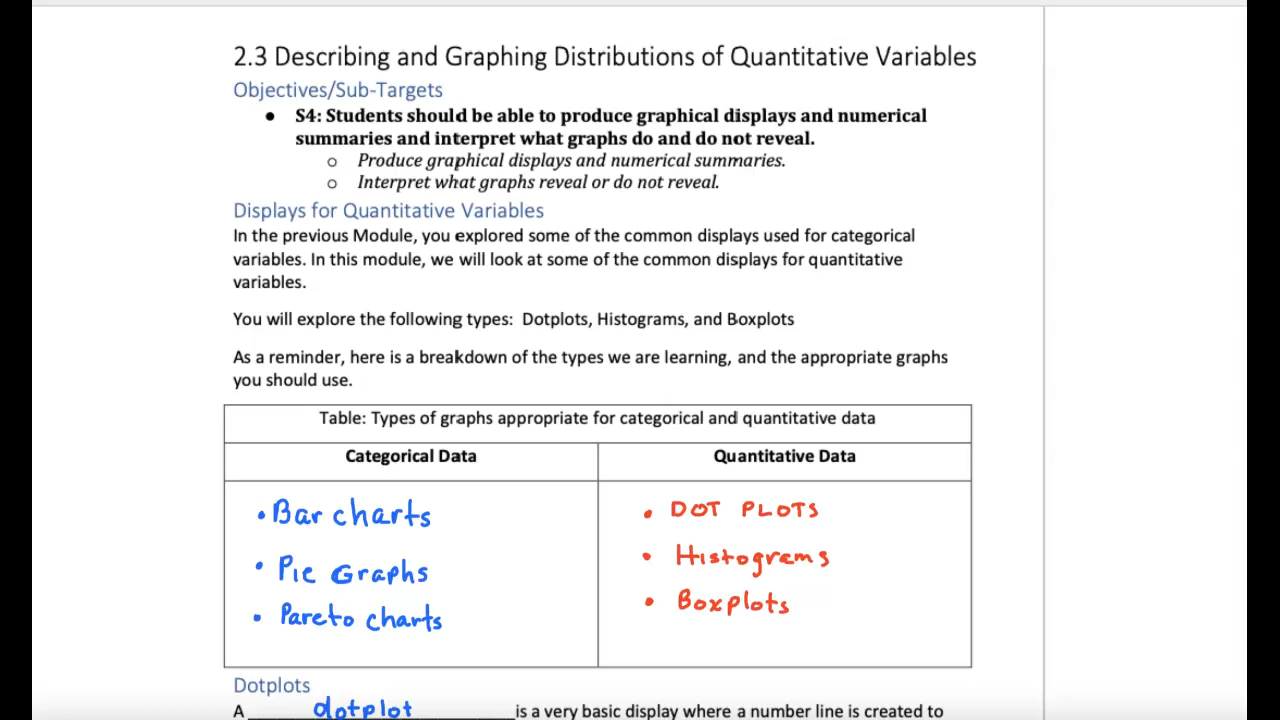 2.3 Describing and Graphing Distributions of Quantitative Variables
Objectives/Sub-Targets
● S4: Students should be able to produce graphical displays and numerical
summaries and interpret what graphs do and do not reveal.
○ Produce graphical displays and numerical summaries.
○ Interpret what graphs reveal or do not reveal.
Displays for Quantitative Variables
In the previous Module, you explored some of the common displays used for categorical
variables. In this module, we will look at some of the common displays for quantitative
variables.
You will explore the following types: Dotplots, Histograms, and Boxplots
As a reminder, here is a breakdown of the types we are learning, and the appropriate graphs
you should use.
Table: Types of graphs appropriate for categorical and quantitative data
Categorical Data
Quantitative Data
• Bar charts
• Pie Graphs
• Pareto charts
• DOT PLOTS
• Histograms
• Boxplots
Dotplots
A dotplot is a very basic display where a number line is created to